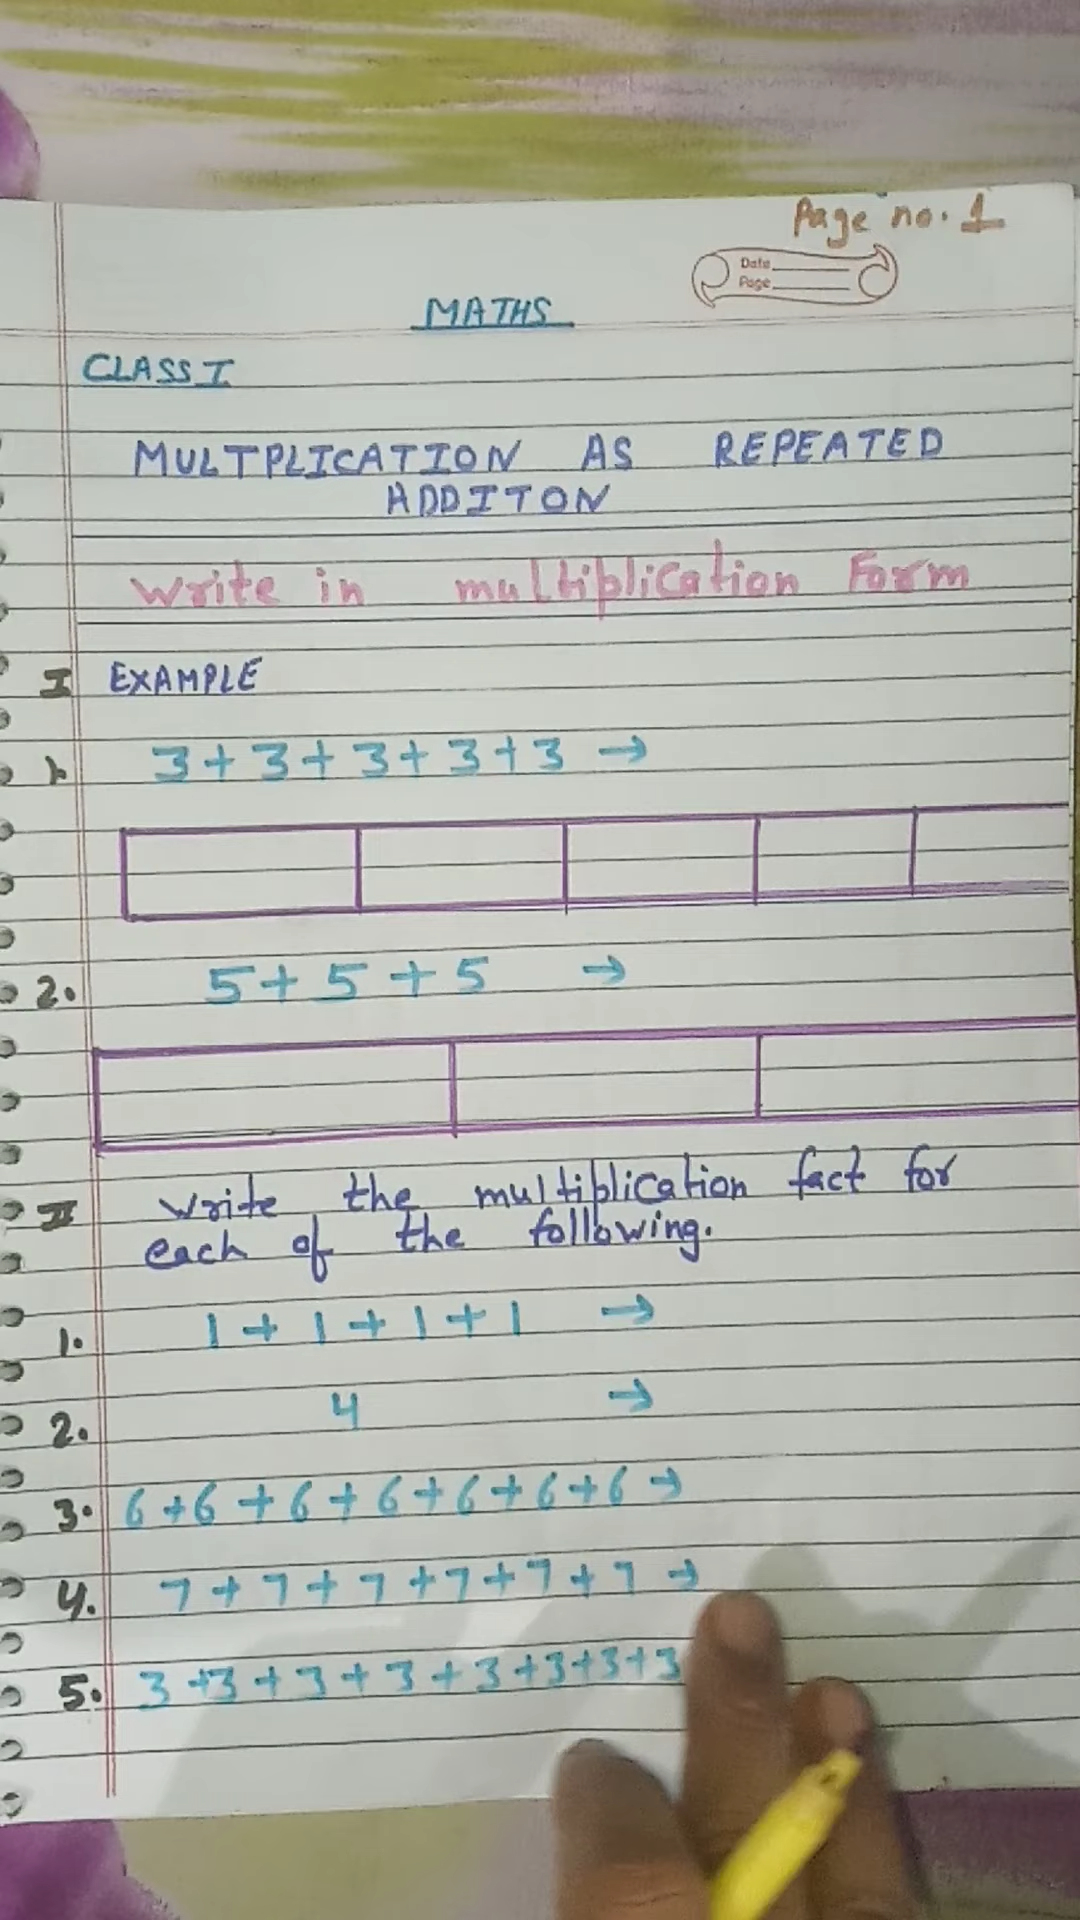 Page no. 1
Date
Page
MATHS
CLASS I
MULTPLICATION AS REPEATED
ADDITON
Write in multiplication Form
I EXAMPLE
1. 3+3+3+3+3 →
2. 5+5+5 →
II Write the multiplication fact for
each of the following.
1. 1+1+1+1 →
2. 4 →
3. 6+6+6+6+6+6+6 →
4. 7+7+7+7+7+7 →
5. 3+3+3+3+3+3+3+3